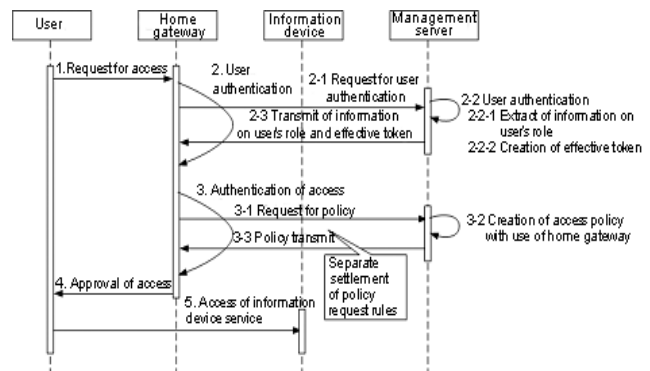 User
Home
gateway
Information
device
Management
server
1.Request for access
2. User
authentication
2-1 Request for user
authentication
2-2 User authentication
2-2-1 Extract of information on
user's role
2-2-2 Creation of effective token
2-3 Transmit of information
on user's role and effective token
3. Authentication of access
3-1 Request for policy
3-2 Creation of access policy
with use of home gateway
3-3 Policy transmit
Separate
settlement
of policy
request rules
4. Approval of access
5. Access of information
device service